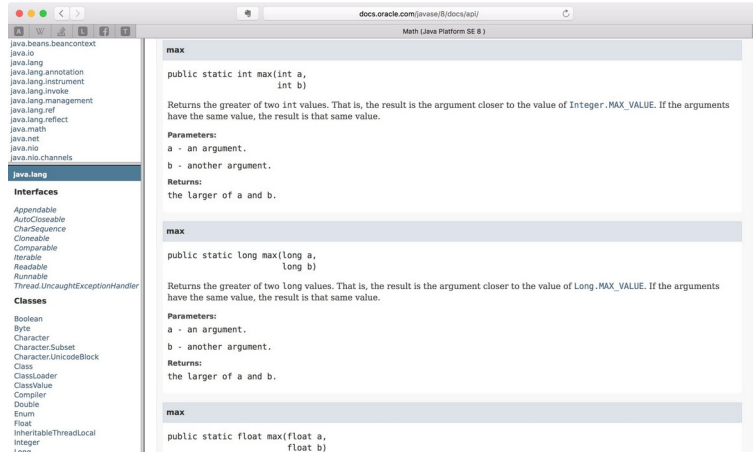 docs.oracle.com/javase/8/docs/api/
A W L T
Math (Java Platform SE 8 )
java.beans.beancontext
java.io
java.lang
java.lang.annotation
java.lang.instrument
java.lang.invoke
java.lang.management
java.lang.ref
java.lang.reflect
java.math
java.net
java.nio
java.nio.channels
java.lang
Interfaces
Appendable
AutoCloseable
CharSequence
Cloneable
Comparable
Iterable
Readable
Runnable
Thread.UncaughtExceptionHandler
Classes
Boolean
Byte
Character
Character.Subset
Character.UnicodeBlock
Class
ClassLoader
ClassValue
Compiler
Double
Enum
Float
InheritableThreadLocal
Integer
Long
max
public static int max(int a,
int b)
Returns the greater of two int values. That is, the result is the argument closer to the value of Integer.MAX_VALUE. If the arguments
have the same value, the result is that same value.
Parameters:
a - an argument.
b - another argument.
Returns:
the larger of a and b.
max
public static long max(long a,
long b)
Returns the greater of two long values. That is, the result is the argument closer to the value of Long.MAX_VALUE. If the arguments
have the same value, the result is that same value.
Parameters:
a - an argument.
b - another argument.
Returns:
the larger of a and b.
max
public static float max(float a,
float b)